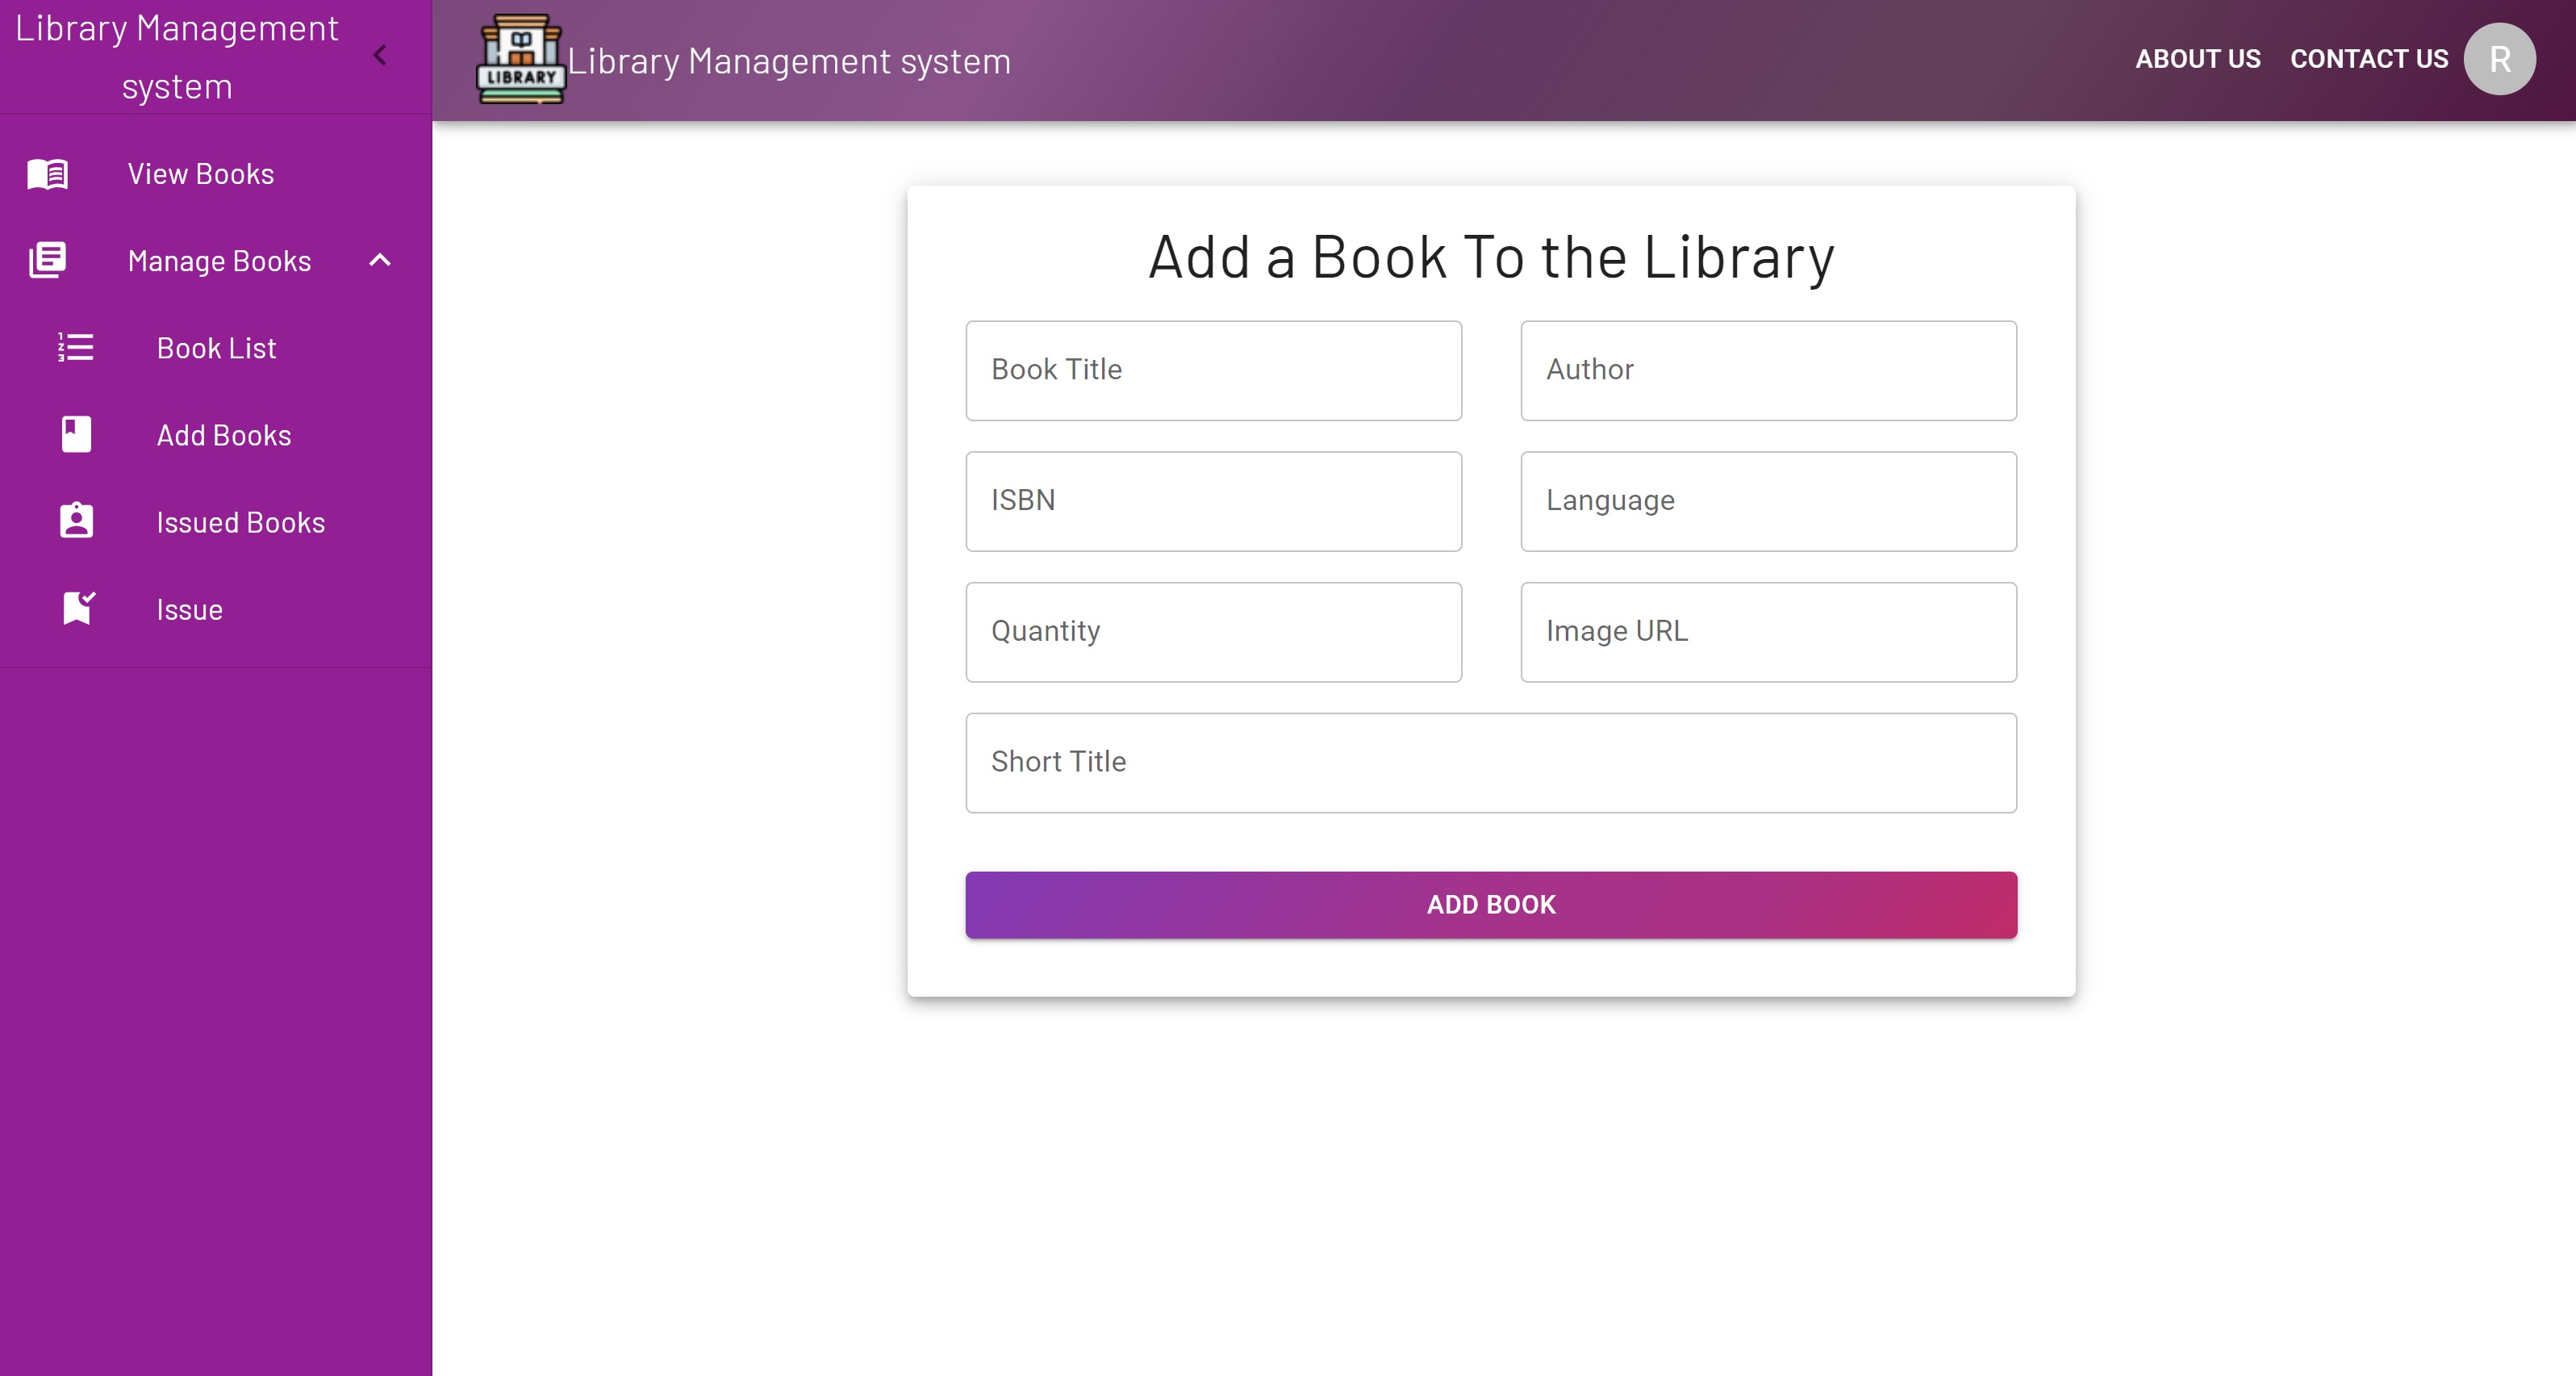 Library Management
system
View Books
Manage Books
Book List
Add Books
Issued Books
Issue
LIBRARY
Library Management system
ABOUT US
CONTACT US
R
Add a Book To the Library
Book Title
Author
ISBN
Language
Quantity
Image URL
Short Title
ADD BOOK